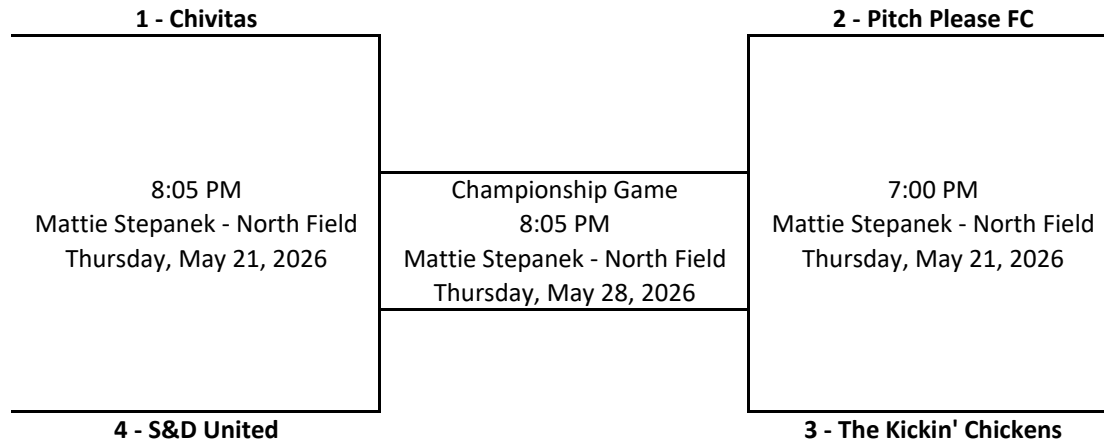 1 - Chivitas
2 - Pitch Please FC
8:05 PM
Mattie Stepanek - North Field
Thursday, May 21, 2026
Championship Game
8:05 PM
Mattie Stepanek - North Field
Thursday, May 28, 2026
7:00 PM
Mattie Stepanek - North Field
Thursday, May 21, 2026
4 - S&D United
3 - The Kickin' Chickens